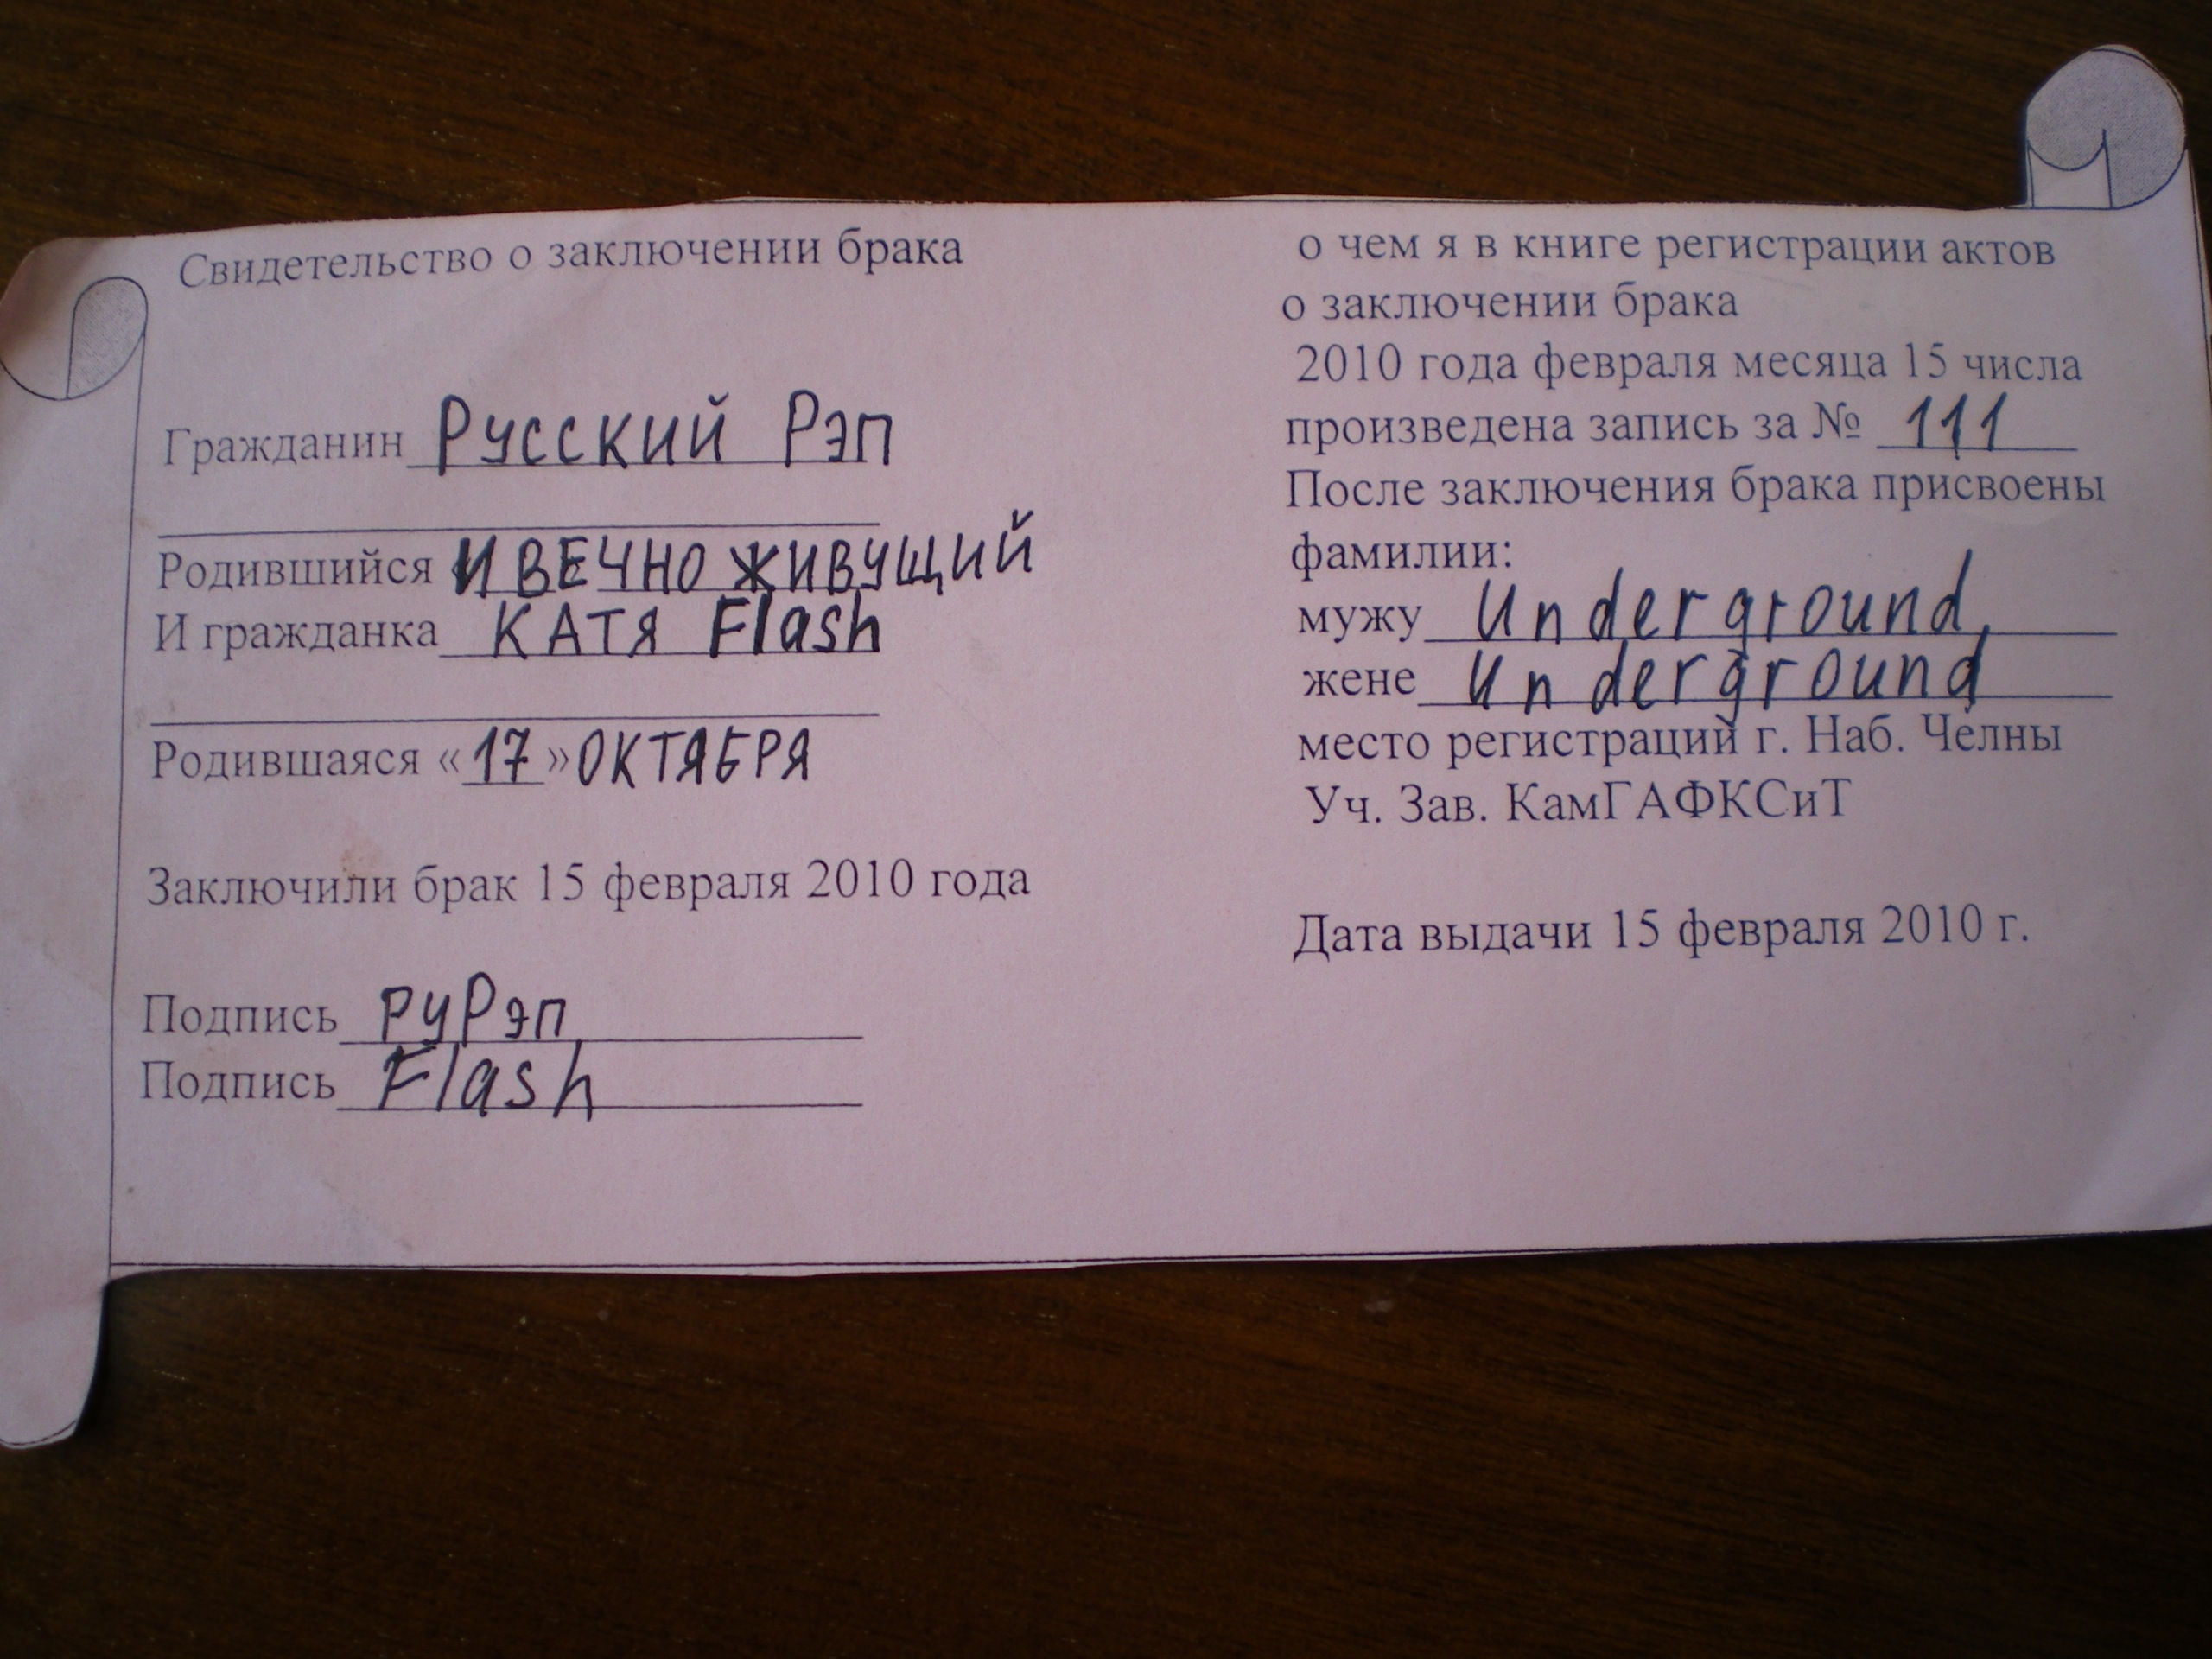 Свидетельство о заключении брака
Гражданин Русский Рэп
Родившийся И ВЕЧНО ЖИВУЩИЙ
И гражданка КАТЯ Flash
Родившаяся «17» ОКТЯБРЯ
Заключили брак 15 февраля 2010 года
Подпись РУРэп
Подпись Flash
о чем я в книге регистрации актов
о заключении брака
2010 года февраля месяца 15 числа
произведена запись за № 111
После заключения брака присвоены
фамилии:
мужу Underground
жене Underground
место регистраций г. Наб. Челны
Уч. Зав. КамГАФКСиТ
Дата выдачи 15 февраля 2010 г.